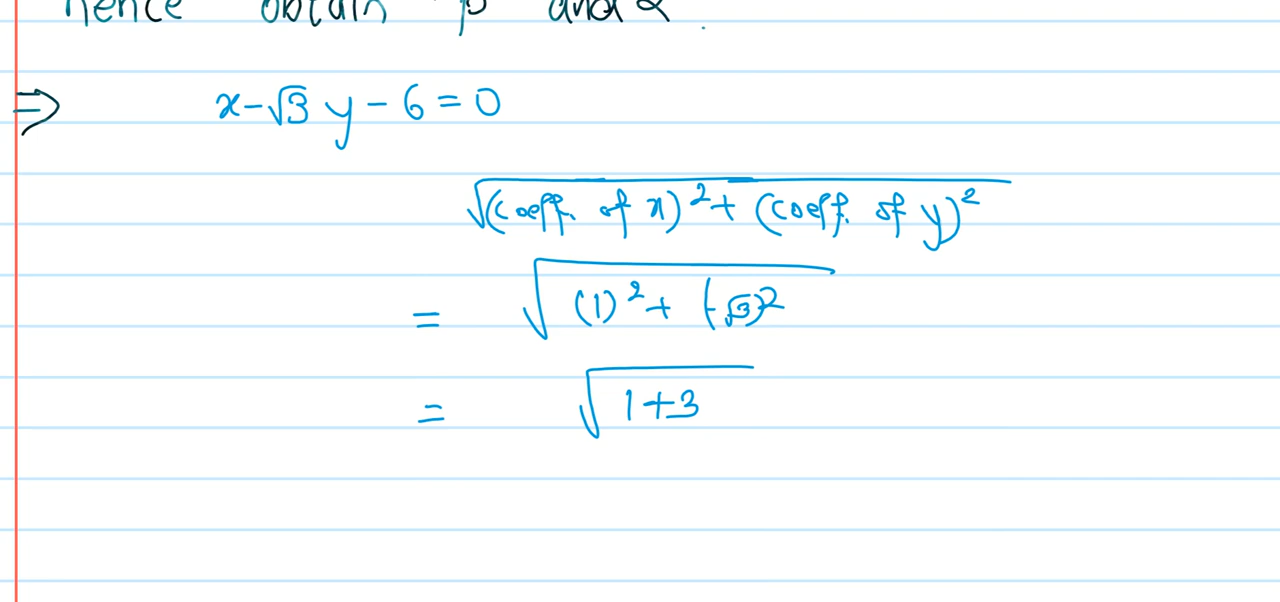 hence obtain p and α.
⇒ x - √3 y - 6 = 0
√(coeff. of x)² + (coeff. of y)²
= √(1)² + (-√3)²
= √1+3